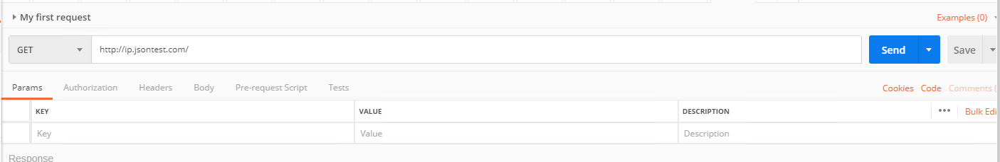 My first request Examples (0)
GET http://ip.jsontest.com/ Send Save
Params Authorization Headers Body Pre-request Script Tests Cookies Code Comments (
KEY VALUE DESCRIPTION ••• Bulk Edi
Key Value Description
Response